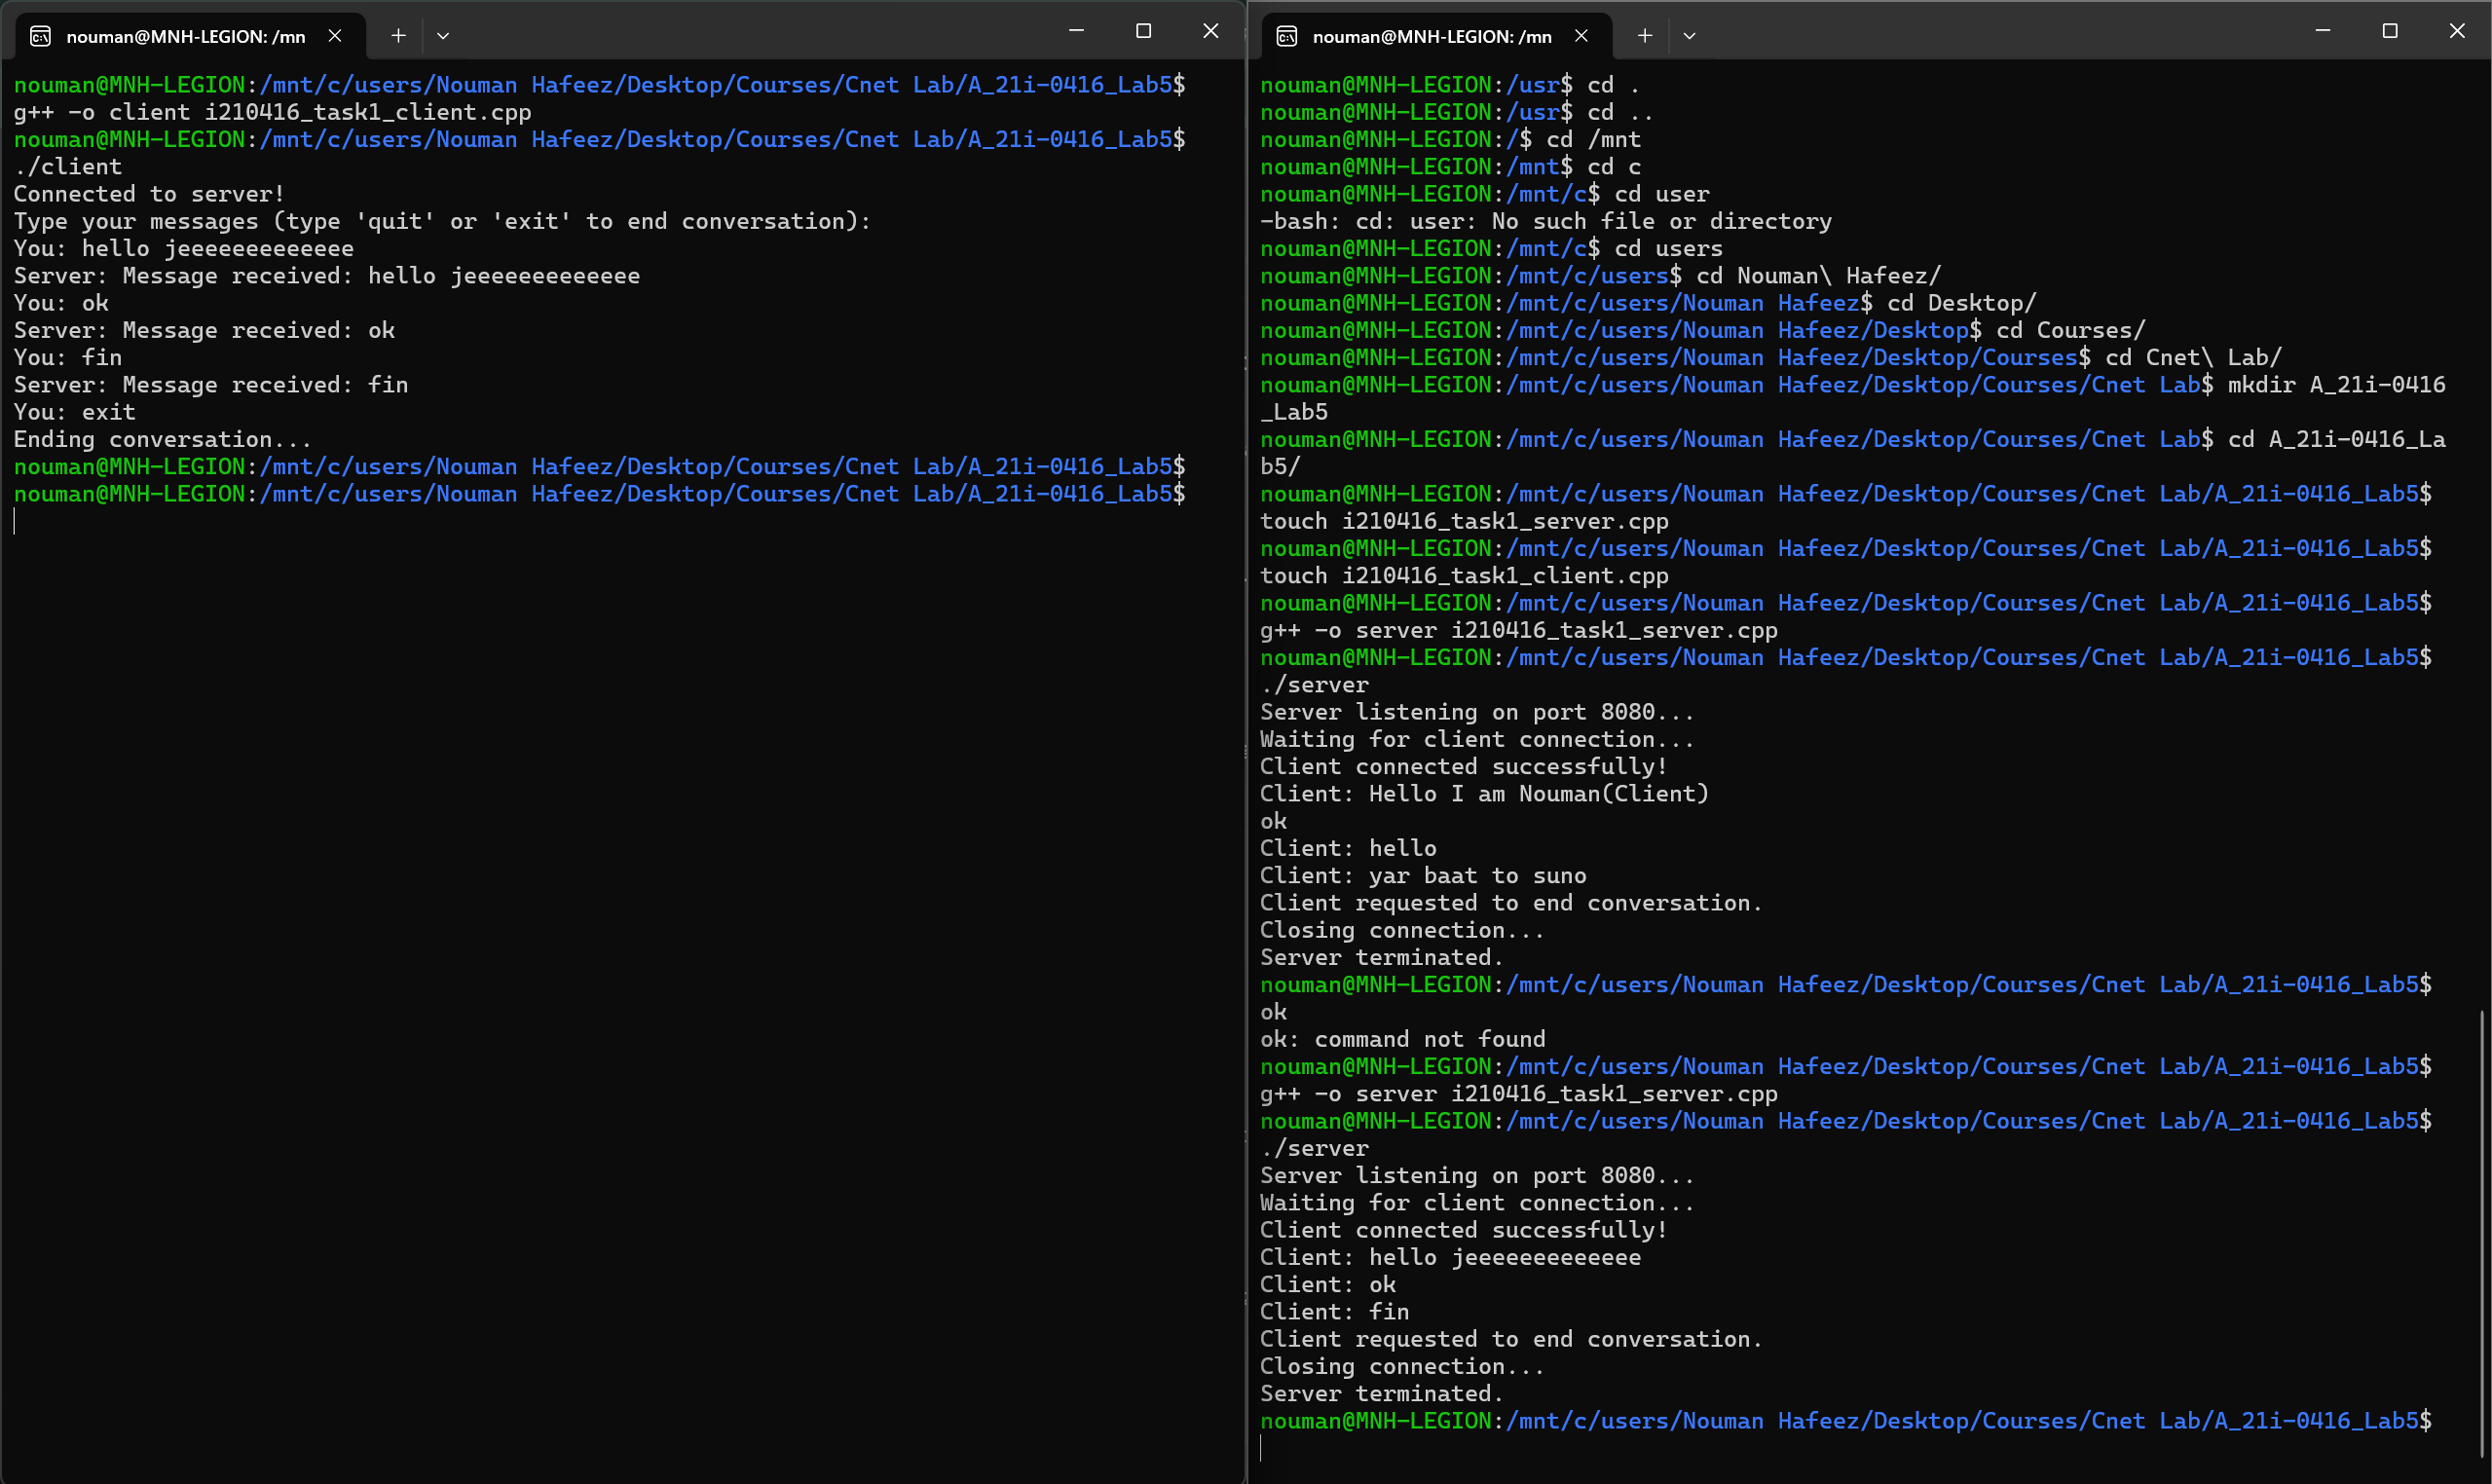 nouman@MNH-LEGION: /mn
nouman@MNH-LEGION:/mnt/c/users/Nouman Hafeez/Desktop/Courses/Cnet Lab/A_21i-0416_Lab5$
g++ -o client i210416_task1_client.cpp
nouman@MNH-LEGION:/mnt/c/users/Nouman Hafeez/Desktop/Courses/Cnet Lab/A_21i-0416_Lab5$
./client
Connected to server!
Type your messages (type 'quit' or 'exit' to end conversation):
You: hello jeeeeeeeeeeeee
Server: Message received: hello jeeeeeeeeeeeee
You: ok
Server: Message received: ok
You: fin
Server: Message received: fin
You: exit
Ending conversation...
nouman@MNH-LEGION:/mnt/c/users/Nouman Hafeez/Desktop/Courses/Cnet Lab/A_21i-0416_Lab5$
nouman@MNH-LEGION:/mnt/c/users/Nouman Hafeez/Desktop/Courses/Cnet Lab/A_21i-0416_Lab5$
nouman@MNH-LEGION: /mn
nouman@MNH-LEGION:/usr$ cd .
nouman@MNH-LEGION:/usr$ cd ..
nouman@MNH-LEGION:/$ cd /mnt
nouman@MNH-LEGION:/mnt$ cd c
nouman@MNH-LEGION:/mnt/c$ cd user
-bash: cd: user: No such file or directory
nouman@MNH-LEGION:/mnt/c$ cd users
nouman@MNH-LEGION:/mnt/c/users$ cd Nouman\ Hafeez/
nouman@MNH-LEGION:/mnt/c/users/Nouman Hafeez$ cd Desktop/
nouman@MNH-LEGION:/mnt/c/users/Nouman Hafeez/Desktop$ cd Courses/
nouman@MNH-LEGION:/mnt/c/users/Nouman Hafeez/Desktop/Courses$ cd Cnet\ Lab/
nouman@MNH-LEGION:/mnt/c/users/Nouman Hafeez/Desktop/Courses/Cnet Lab$ mkdir A_21i-0416
_Lab5
nouman@MNH-LEGION:/mnt/c/users/Nouman Hafeez/Desktop/Courses/Cnet Lab$ cd A_21i-0416_La
b5/
nouman@MNH-LEGION:/mnt/c/users/Nouman Hafeez/Desktop/Courses/Cnet Lab/A_21i-0416_Lab5$
touch i210416_task1_server.cpp
nouman@MNH-LEGION:/mnt/c/users/Nouman Hafeez/Desktop/Courses/Cnet Lab/A_21i-0416_Lab5$
touch i210416_task1_client.cpp
nouman@MNH-LEGION:/mnt/c/users/Nouman Hafeez/Desktop/Courses/Cnet Lab/A_21i-0416_Lab5$
g++ -o server i210416_task1_server.cpp
nouman@MNH-LEGION:/mnt/c/users/Nouman Hafeez/Desktop/Courses/Cnet Lab/A_21i-0416_Lab5$
./server
Server listening on port 8080...
Waiting for client connection...
Client connected successfully!
Client: Hello I am Nouman(Client)
ok
Client: hello
Client: yar baat to suno
Client requested to end conversation.
Closing connection...
Server terminated.
nouman@MNH-LEGION:/mnt/c/users/Nouman Hafeez/Desktop/Courses/Cnet Lab/A_21i-0416_Lab5$
ok
ok: command not found
nouman@MNH-LEGION:/mnt/c/users/Nouman Hafeez/Desktop/Courses/Cnet Lab/A_21i-0416_Lab5$
g++ -o server i210416_task1_server.cpp
nouman@MNH-LEGION:/mnt/c/users/Nouman Hafeez/Desktop/Courses/Cnet Lab/A_21i-0416_Lab5$
./server
Server listening on port 8080...
Waiting for client connection...
Client connected successfully!
Client: hello jeeeeeeeeeeeee
Client: ok
Client: fin
Client requested to end conversation.
Closing connection...
Server terminated.
nouman@MNH-LEGION:/mnt/c/users/Nouman Hafeez/Desktop/Courses/Cnet Lab/A_21i-0416_Lab5$